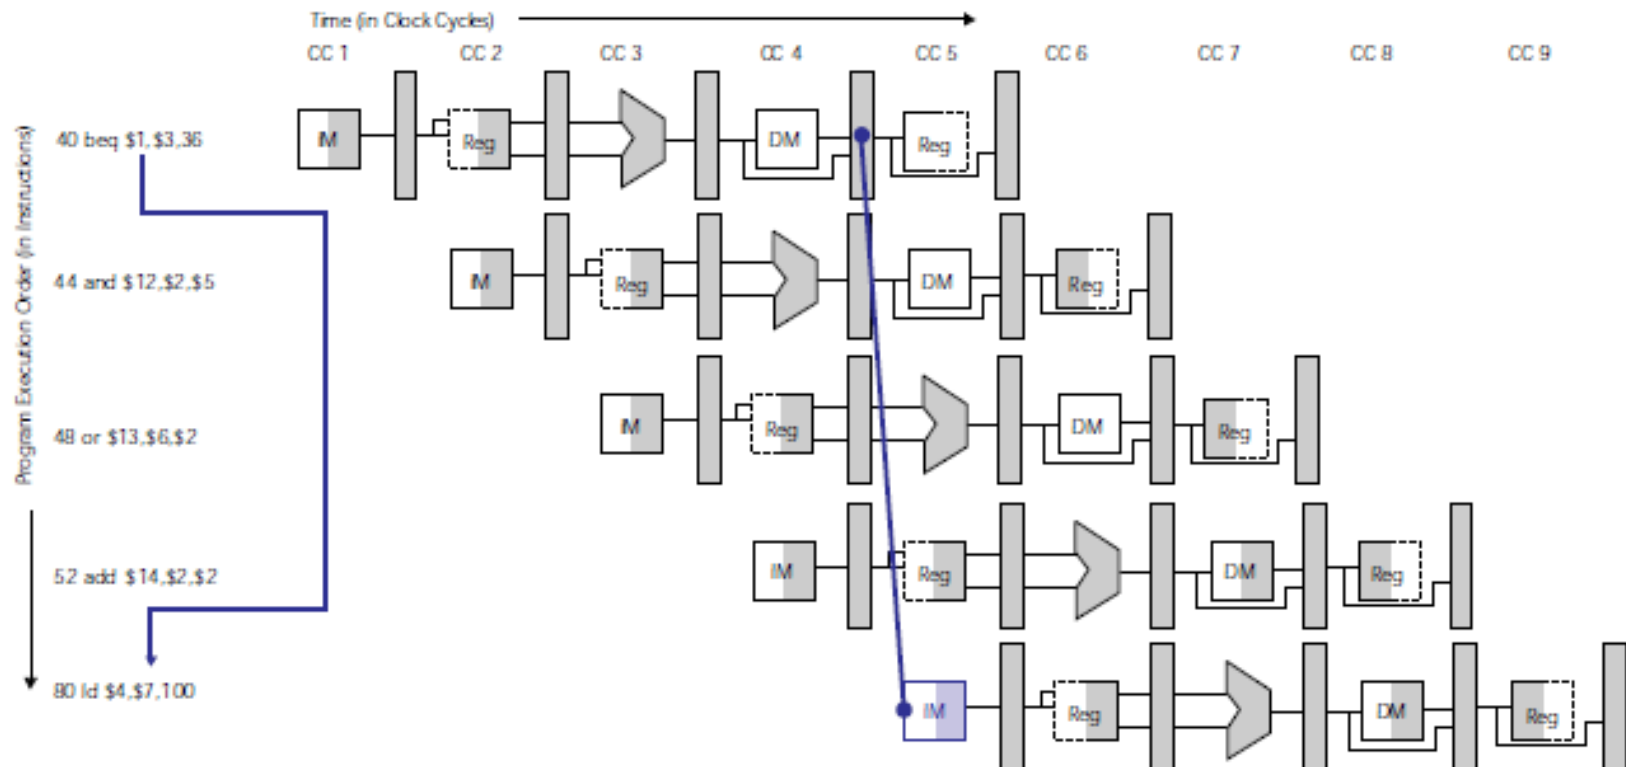 Time (in Clock Cycles)
CC 1 CC 2 CC 3 CC 4 CC 5 CC 6 CC 7 CC 8 CC 9
Program Execution Order (in Instructions)
40 beq $1,$3,36
IM Reg DM Reg
44 and $12,$2,$5
IM Reg DM Reg
48 or $13,$6,$2
IM Reg DM Reg
52 add $14,$2,$2
IM Reg DM Reg
80 ld $4,$7,100
IM Reg DM Reg